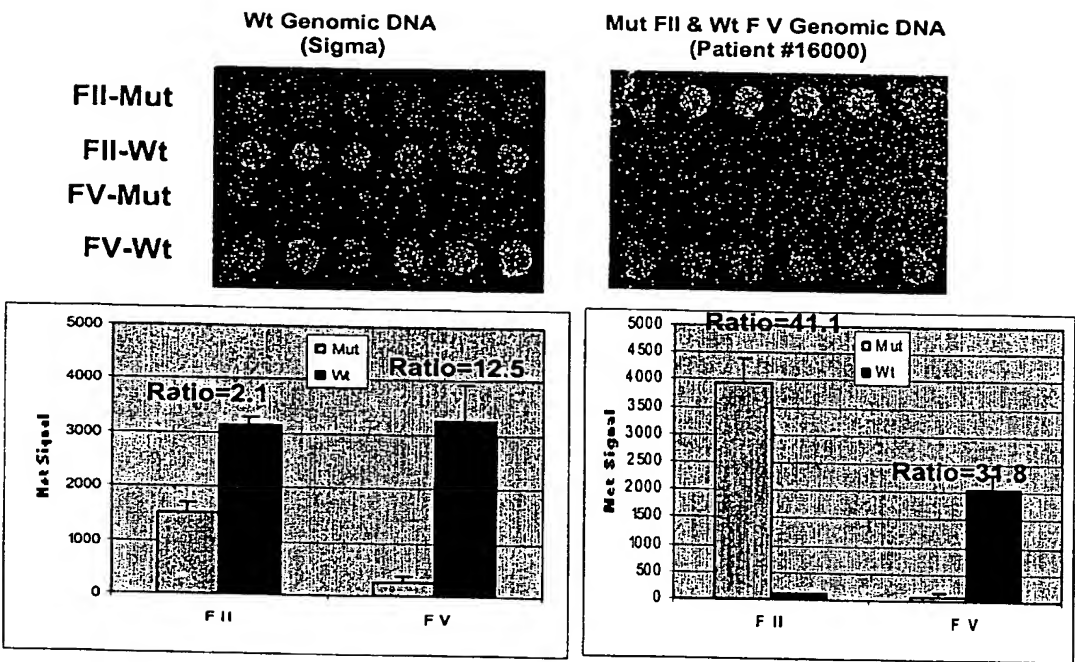 Wt Genomic DNA
(Sigma)
Mut FII & Wt F V Genomic DNA
(Patient #16000)
FII-Mut
FII-Wt
FV-Mut
FV-Wt
5000
4000
3000
2000
1000
0
Net Signal
Mut
Wt
Ratio=2.1
Ratio=12.5
F II
F V
5000
4500
4000
3500
3000
2500
2000
1500
1000
500
0
Net Signal
Ratio=41.1
Mut
Wt
Ratio=31.8
F II
F V